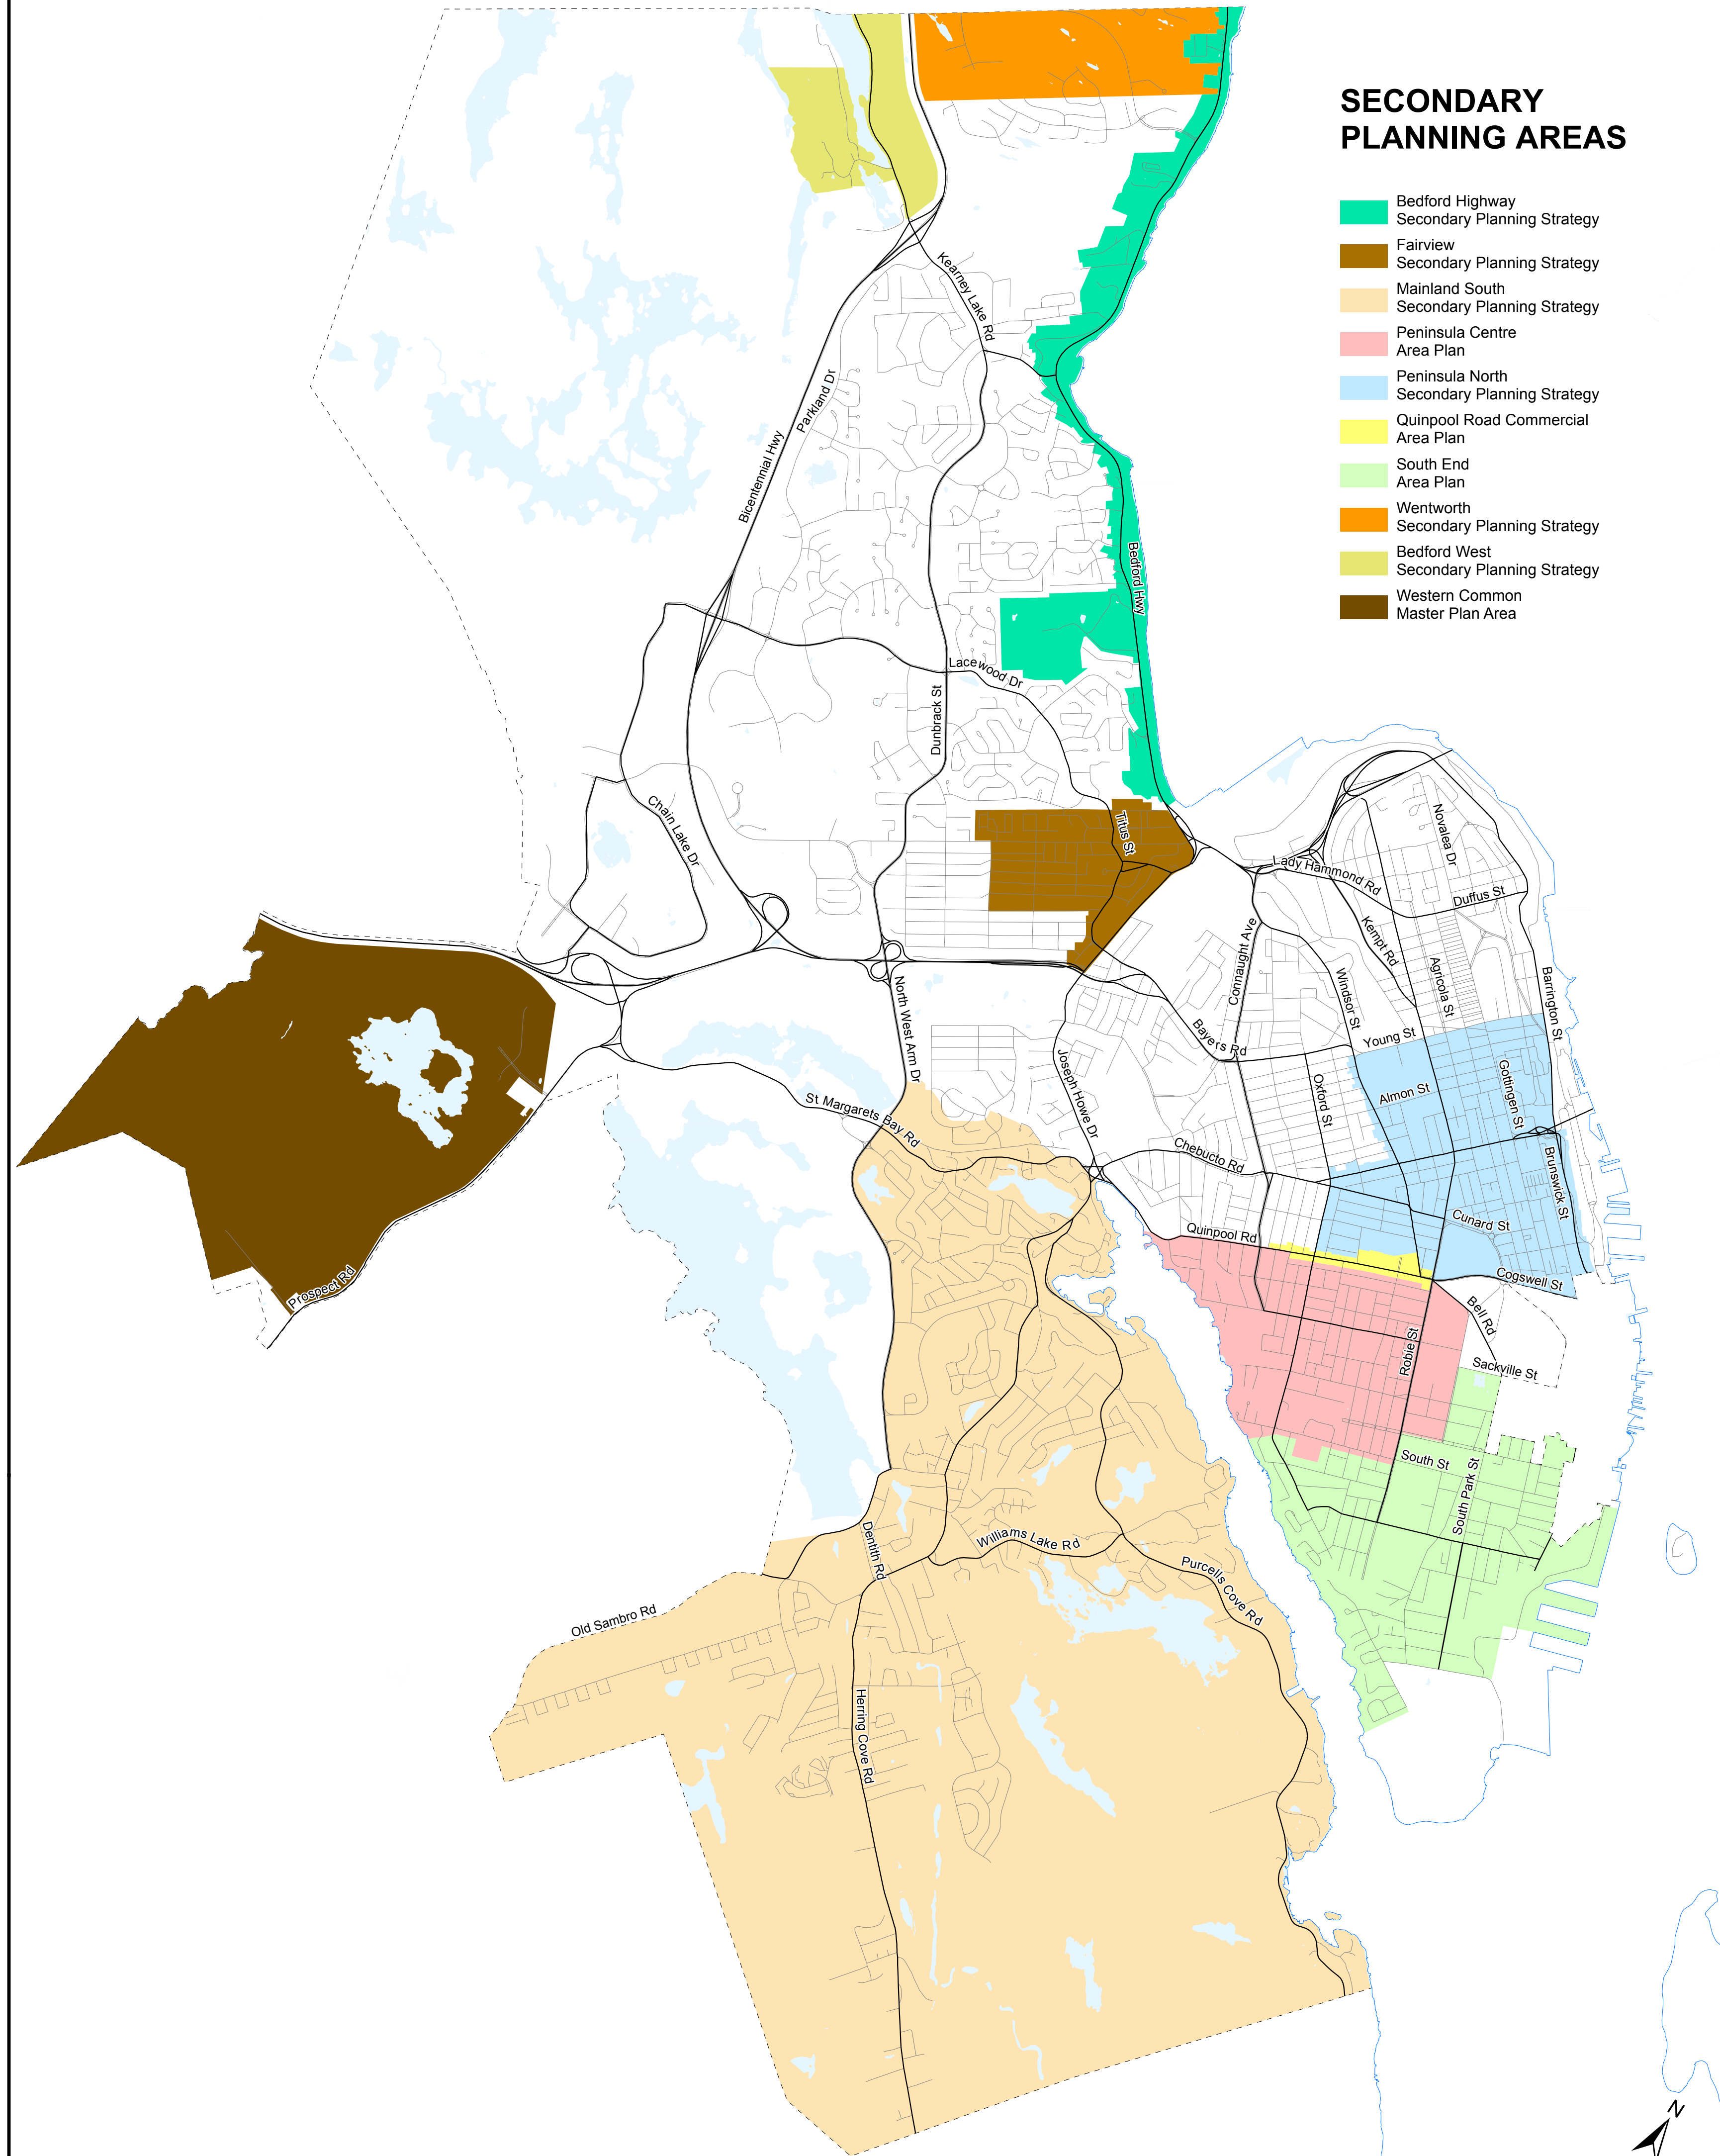 SECONDARY
PLANNING AREAS
Bedford Highway
Secondary Planning Strategy
Fairview
Secondary Planning Strategy
Mainland South
Secondary Planning Strategy
Peninsula Centre
Area Plan
Peninsula North
Secondary Planning Strategy
Quinpool Road Commercial
Area Plan
South End
Area Plan
Wentworth
Secondary Planning Strategy
Bedford West
Secondary Planning Strategy
Western Common
Master Plan Area
Kearney Lake Rd
Parkland Dr
Bicentennial Hwy
Bedford Hwy
Lacewood Dr
Dunbrack St
Chain Lake Dr
Titus St
Novalea Dr
Lady Hammond Rd
Duffus St
Kempt Rd
Connaught Ave
Agricola St
Windsor St
Barrington St
North West Arm Dr
Bayers Rd
Young St
Joseph Howe Dr
Oxford St
Almon St
Gottingen St
St Margarets Bay Rd
Chebucto Rd
Brunswick St
Cunard St
Quinpool Rd
Cogswell St
Prospect Rd
Bell Rd
Robie St
Sackville St
South St
South Park St
Dentith Rd
Williams Lake Rd
Purcells Cove Rd
Old Sambro Rd
Herring Cove Rd
N